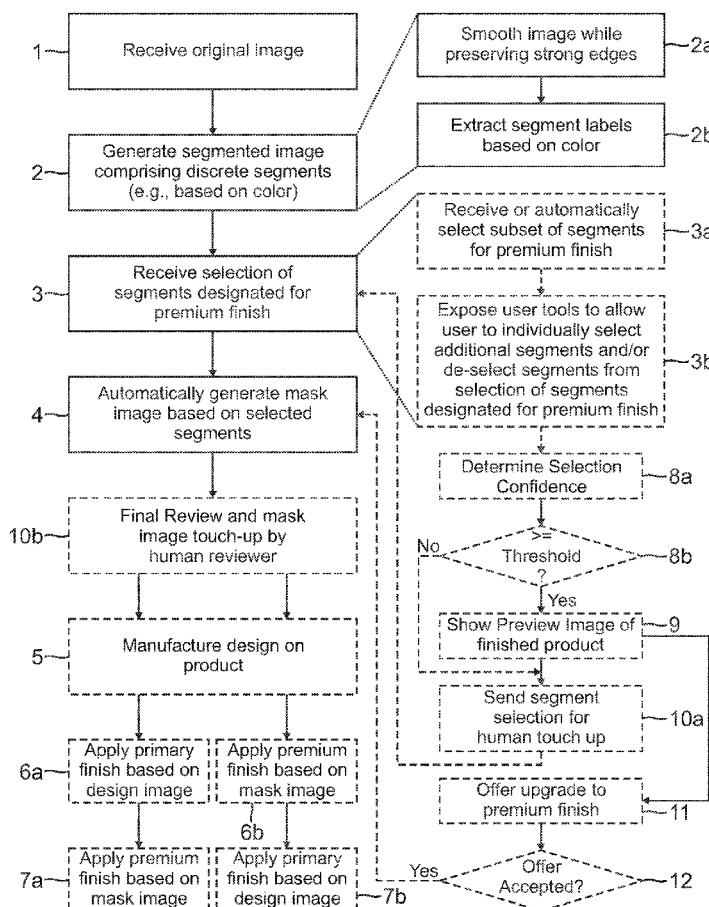 1
Receive original image
Smooth image while
preserving strong edges
2a
Extract segment labels
based on color
2b
2
Generate segmented image
comprising discrete segments
(e.g., based on color)
3
Receive selection of
segments designated for
premium finish
Receive or automatically
select subset of segments
for premium finish
3a
Expose user tools to allow
user to individually select
additional segments and/or
de-select segments from
selection of segments
designated for premium finish
3b
4
Automatically generate mask
image based on selected
segments
Determine Selection
Confidence
8a
10b
Final Review and mask
image touch-up by
human reviewer
>=
Threshold
?
8b
No
Yes
5
Manufacture design on
product
Show Preview Image of
finished product
9
Send segment
selection for
human touch up
10a
6a
Apply primary
finish based on
design image
Apply premium
finish based on
mask image
6b
Offer upgrade to
premium finish
11
7a
Apply premium
finish based on
mask image
Apply primary
finish based on
design image
7b
Yes
Offer
Accepted?
12